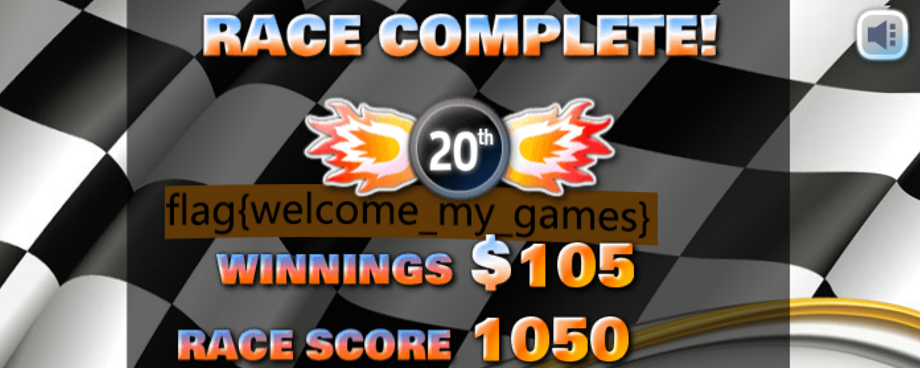 RACE COMPLETE!
20th
flag{welcome_my_games}
WINNINGS $105
RACE SCORE 1050